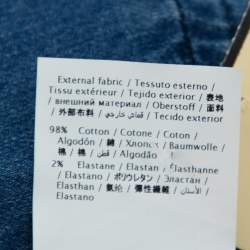 External fabric / Tessuto esterno /
Tissu extérieur / Tejido exterior / 表地
/ внешний материал / Oberstoff / 面料
/ 外部布料 / قماش خارجي / Tecido exterior
98% Cotton / Cotone / Coton /
Algodón / 綿 / Хлопок / Baumwolle /
棉 / 棉 / قطن / Algodão
2% Elastane / Elastan / Élasthanne
/ Elastano / ポリウレタン / Эластан /
Elasthan / 氨纶 / 彈性纖維 / الاستان /
Elastano